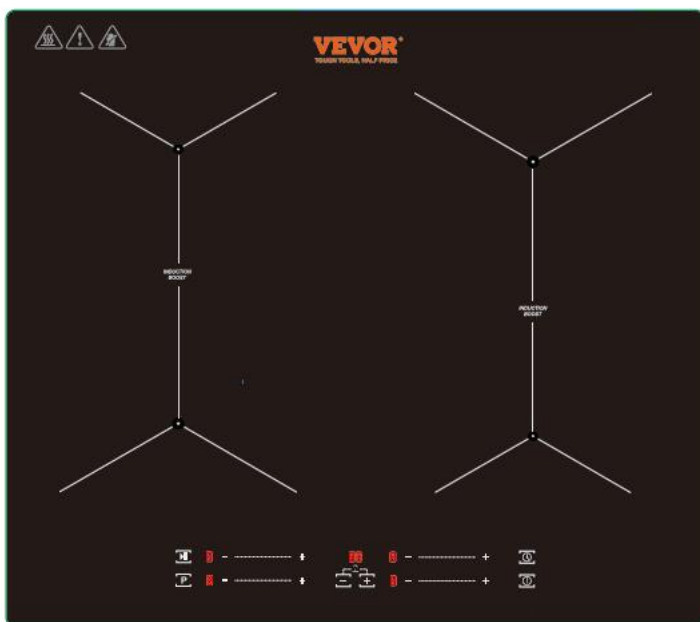 VEVOR®
TOUGH TOOLS, HALF PRICE
INDUCTION
BOOST
INDUCTION
BOOST
P